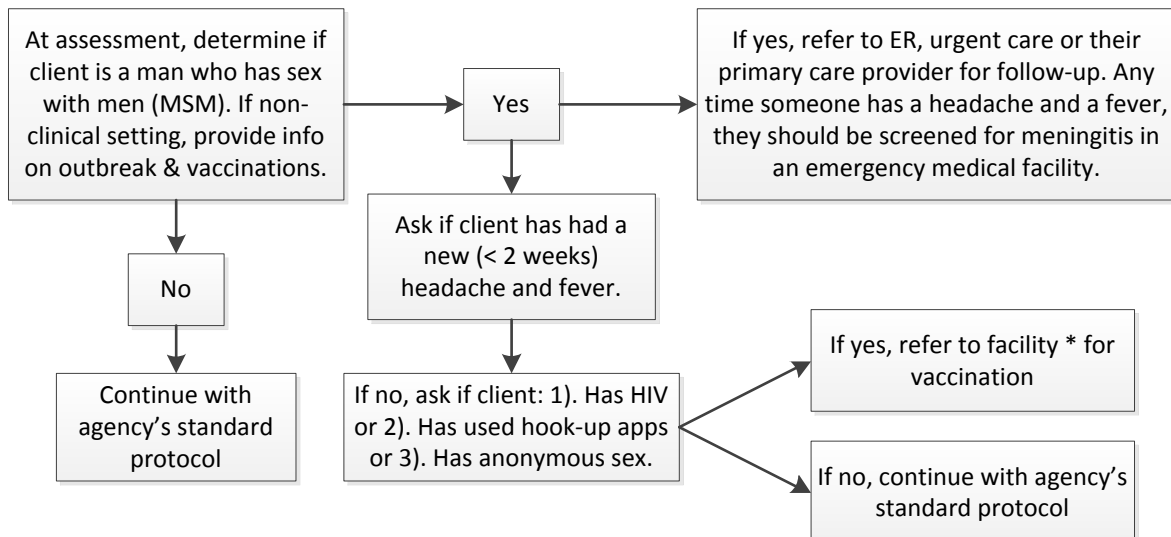 At assessment, determine if
client is a man who has sex
with men (MSM). If non-
clinical setting, provide info
on outbreak & vaccinations.
Yes
If yes, refer to ER, urgent care or their
primary care provider for follow-up. Any
time someone has a headache and a fever,
they should be screened for meningitis in
an emergency medical facility.
No
Ask if client has had a
new (< 2 weeks)
headache and fever.
Continue with
agency’s standard
protocol
If no, ask if client: 1). Has HIV
or 2). Has used hook-up apps
or 3). Has anonymous sex.
If yes, refer to facility * for
vaccination
If no, continue with agency’s
standard protocol